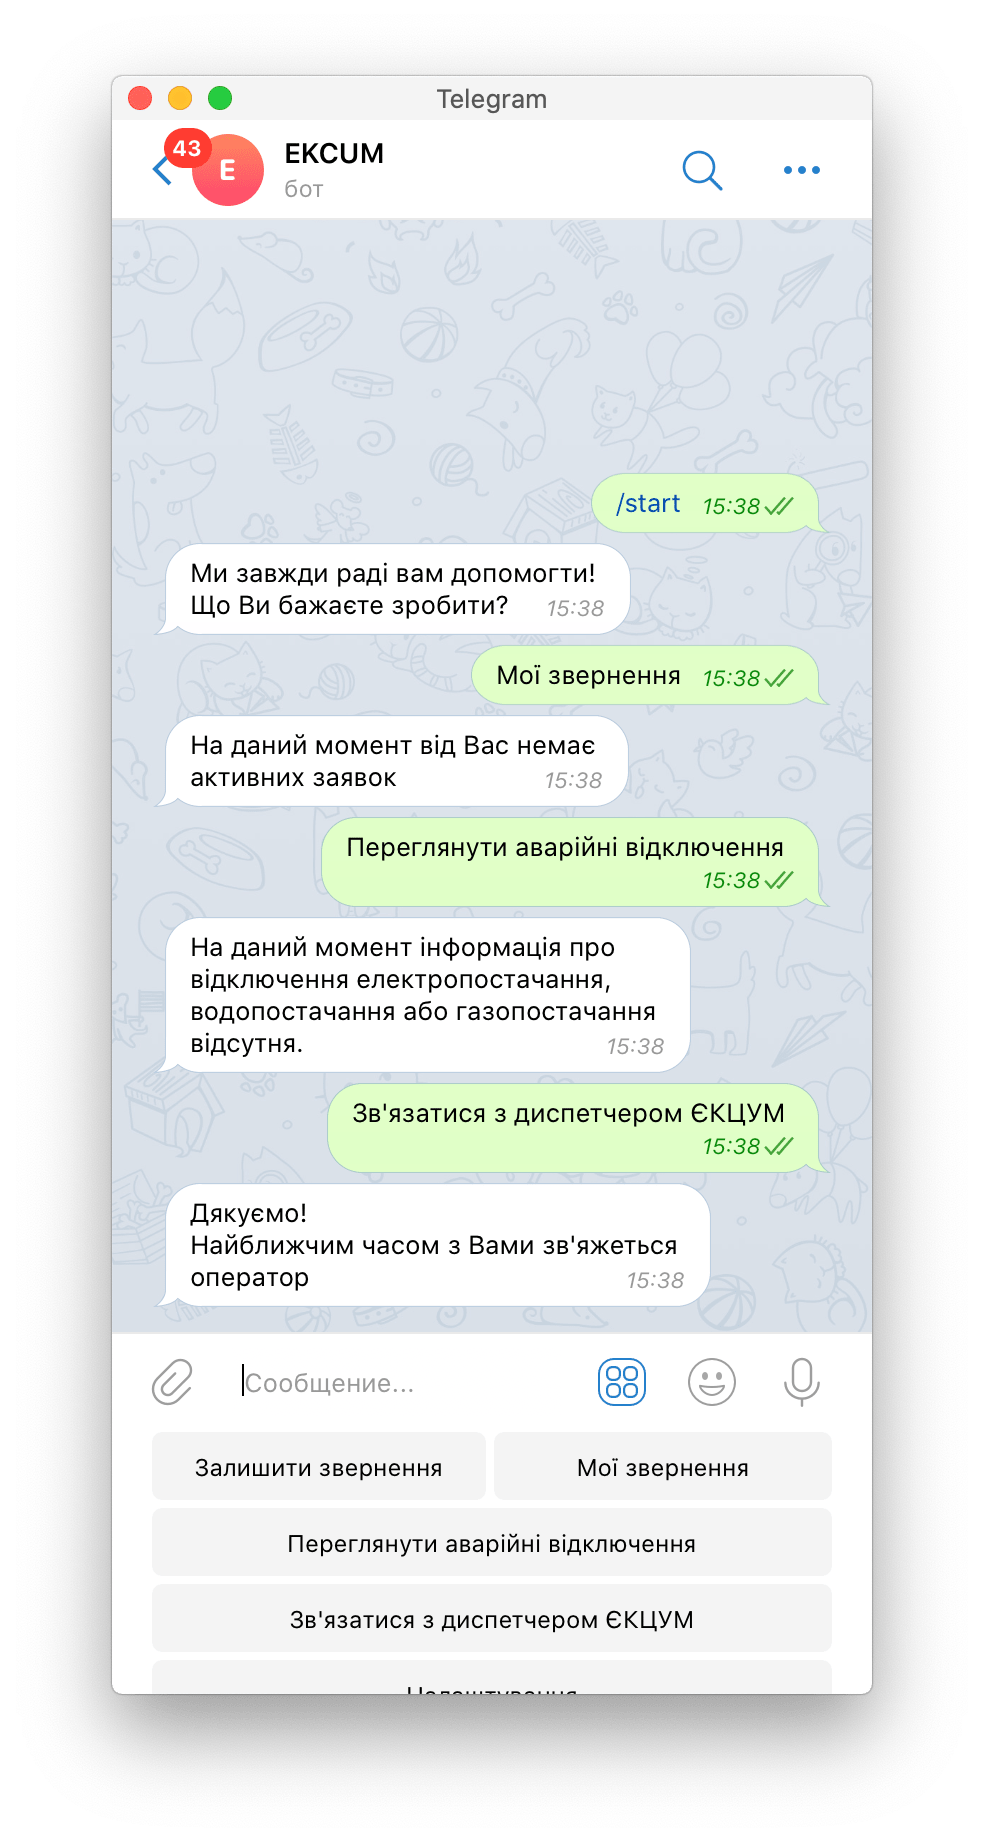 Telegram
43
E
EKCUM
бот
/start 15:38
Ми завжди раді вам допомогти!
Що Ви бажаєте зробити? 15:38
Мої звернення 15:38
На даний момент від Вас немає
активних заявок 15:38
Переглянути аварійні відключення
15:38
На даний момент інформація про
відключення електропостачання,
водопостачання або газопостачання
відсутня. 15:38
Зв'язатися з диспетчером ЄКЦУМ
15:38
Дякуємо!
Найближчим часом з Вами зв'яжеться
оператор 15:38
Сообщение...
Залишити звернення
Мої звернення
Переглянути аварійні відключення
Зв'язатися з диспетчером ЄКЦУМ
Налаштування